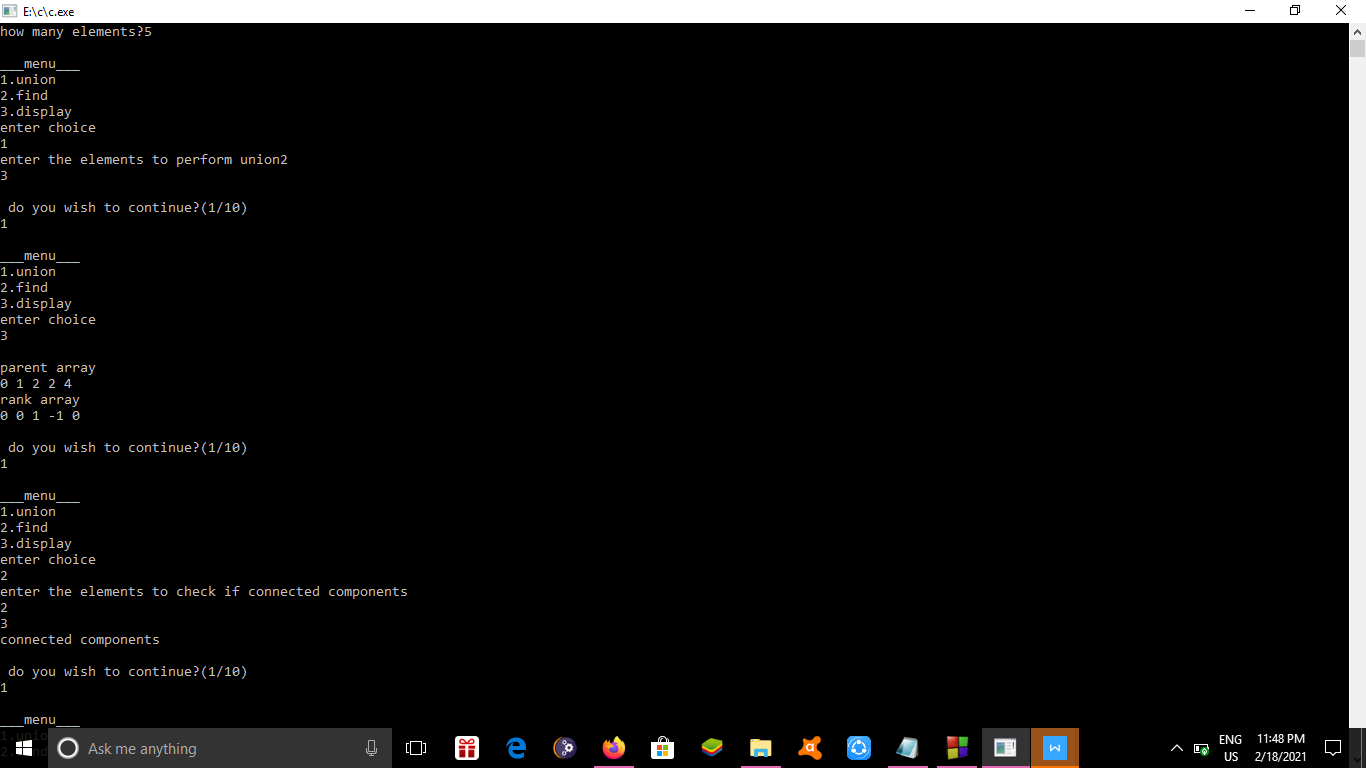 E:\c\c.exe
how many elements?5
___menu___
1.union
2.find
3.display
enter choice
1
enter the elements to perform union2
3
do you wish to continue?(1/10)
1
___menu___
1.union
2.find
3.display
enter choice
3
parent array
0 1 2 2 4
rank array
0 0 1 -1 0
do you wish to continue?(1/10)
1
___menu___
1.union
2.find
3.display
enter choice
2
enter the elements to check if connected components
2
3
connected components
do you wish to continue?(1/10)
1
___menu___
1.union
2.find
Ask me anything
ENG
US
11:48 PM
2/18/2021